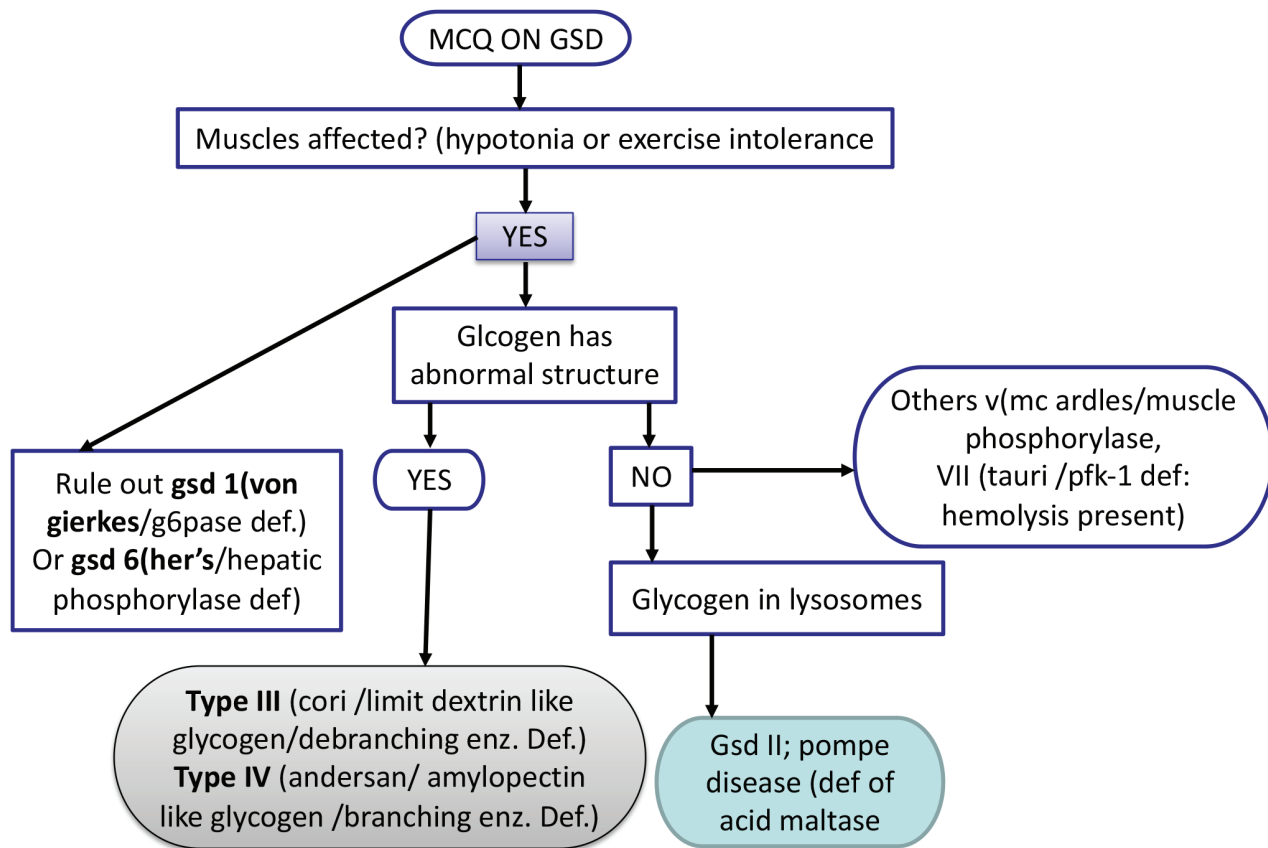 MCQ ON GSD
Muscles affected? (hypotonia or exercise intolerance
YES
Glcogen has
abnormal structure
Others v(mc ardles/muscle
phosphorylase,
VII (tauri /pfk-1 def:
hemolysis present)
Rule out gsd 1(von
gierkes/g6pase def.)
Or gsd 6(her’s/hepatic
phosphorylase def)
YES
NO
Glycogen in lysosomes
Type III (cori /limit dextrin like
glycogen/debranching enz. Def.)
Type IV (andersan/ amylopectin
like glycogen /branching enz. Def.)
Gsd II; pompe
disease (def of
acid maltase